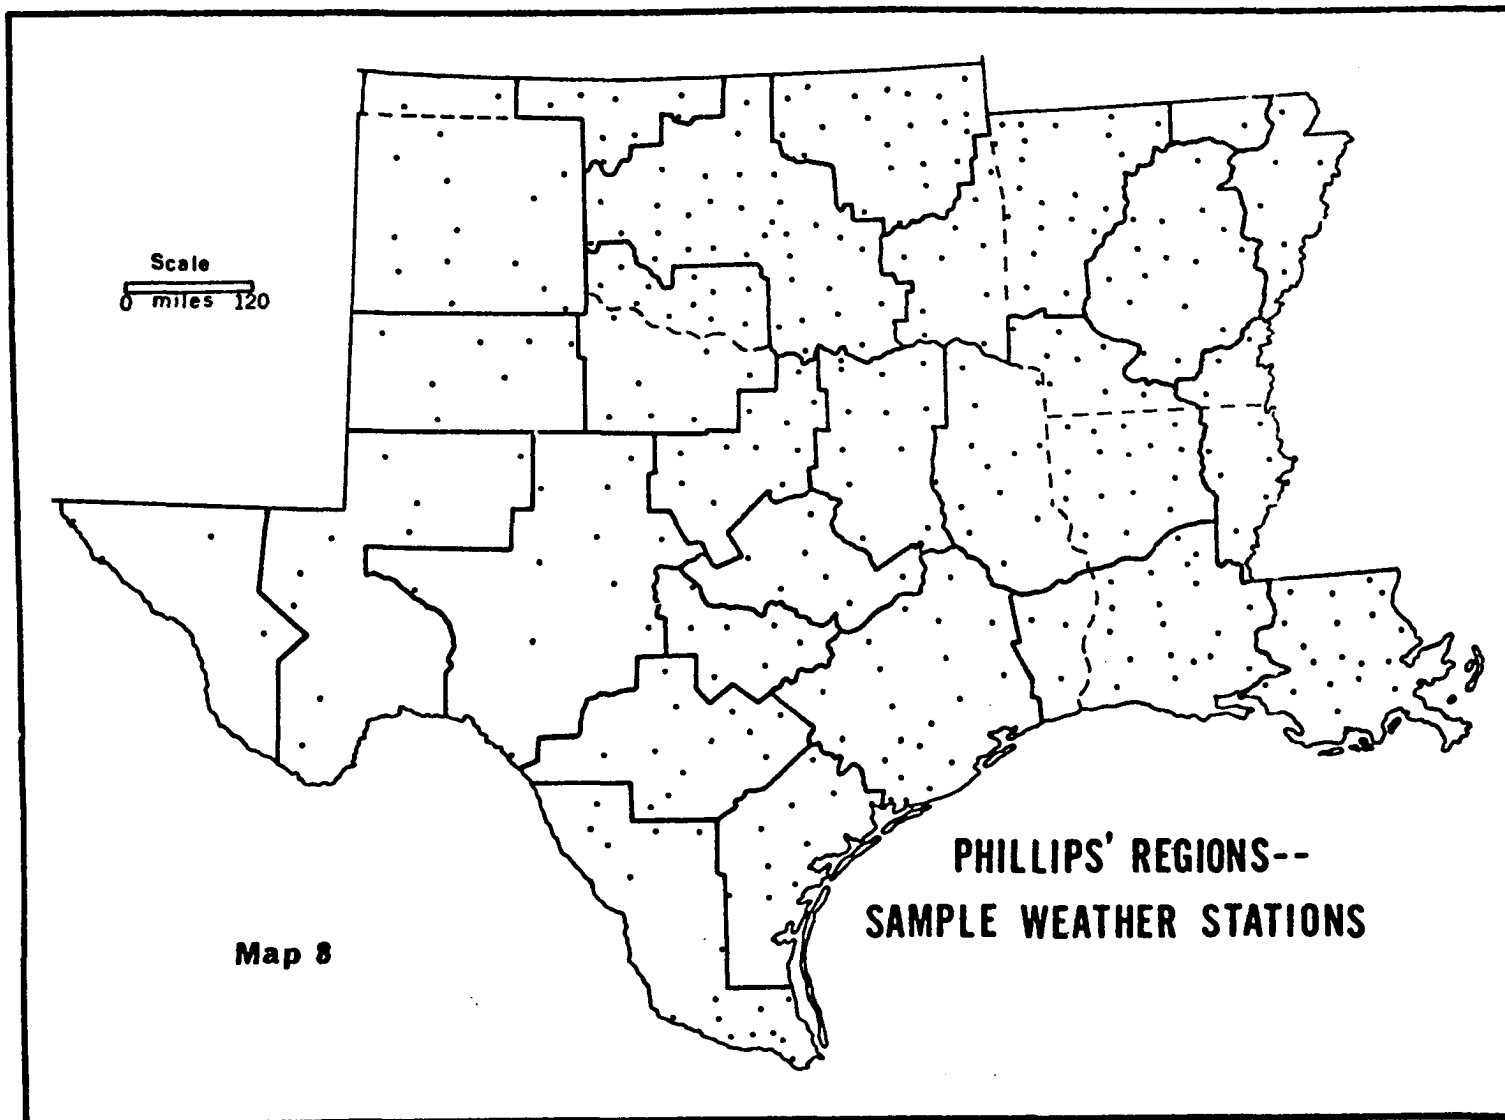 Scale
0 miles 120
PHILLIPS' REGIONS--
SAMPLE WEATHER STATIONS
Map 8